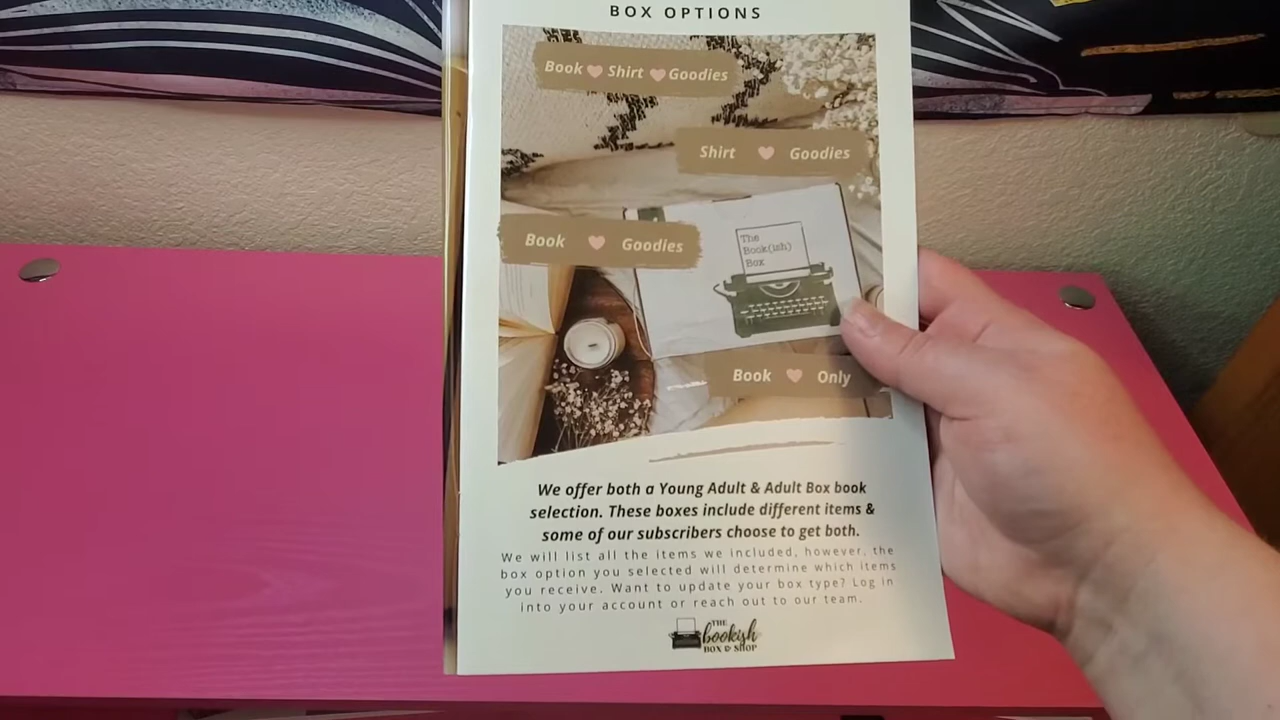 BOX OPTIONS
Book Shirt Goodies
Shirt Goodies
Book Goodies
The
Book(ish)
Box
Book Only
We offer both a Young Adult & Adult Box book
selection. These boxes include different items &
some of our subscribers choose to get both.
We will list all the items we included, however, the
box option you selected will determine which items
you receive. Want to update your box type? Log in
into your account or reach out to our team.
THE
bookish
BOX & SHOP